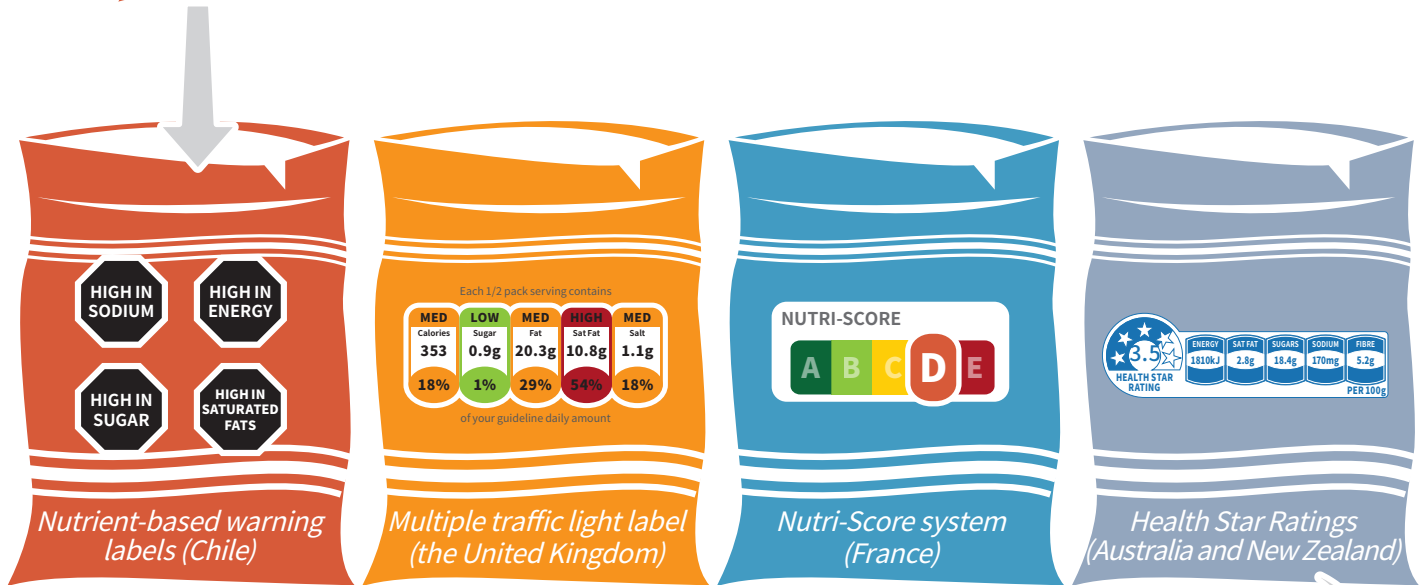 HIGH IN
SODIUM
HIGH IN
ENERGY
HIGH IN
SUGAR
HIGH IN
SATURATED
FATS
Nutrient-based warning
labels (Chile)
Each 1/2 pack serving contains
MED LOW MED HIGH MED
Calories Sugar Fat Sat Fat Salt
353 0.9g 20.3g 10.8g 1.1g
18% 1% 29% 54% 18%
of your guideline daily amount
Multiple traffic light label
(the United Kingdom)
NUTRI-SCORE
A B C D E
Nutri-Score system
(France)
3.5
HEALTH STAR
RATING
ENERGY SAT FAT SUGARS SODIUM FIBRE
1810kJ 2.8g 18.4g 170mg 5.2g
PER 100g
Health Star Ratings
(Australia and New Zealand)